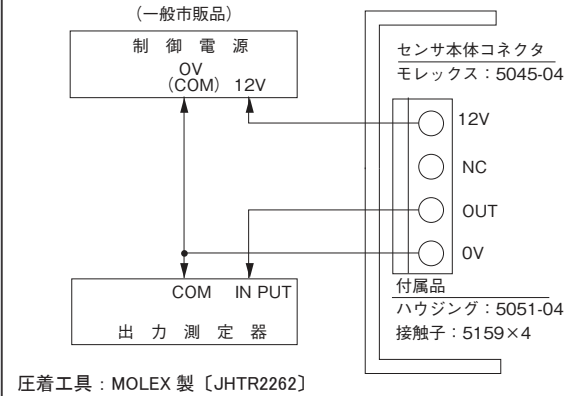 （一般市販品）
制 御 電 源
0V
(COM) 12V
センサ本体コネクタ
モレックス：5045-04
12V
NC
OUT
0V
COM IN PUT
出 力 測 定 器
付属品
ハウジング：5051-04
接触子：5159×4
圧着工具：MOLEX 製〔JHTR2262〕